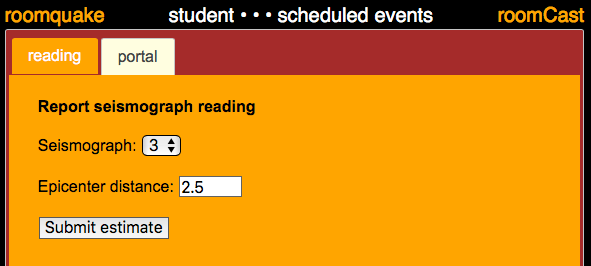 roomquake student • • • scheduled events roomCast
reading portal
Report seismograph reading
Seismograph: 3
Epicenter distance: 2.5
Submit estimate